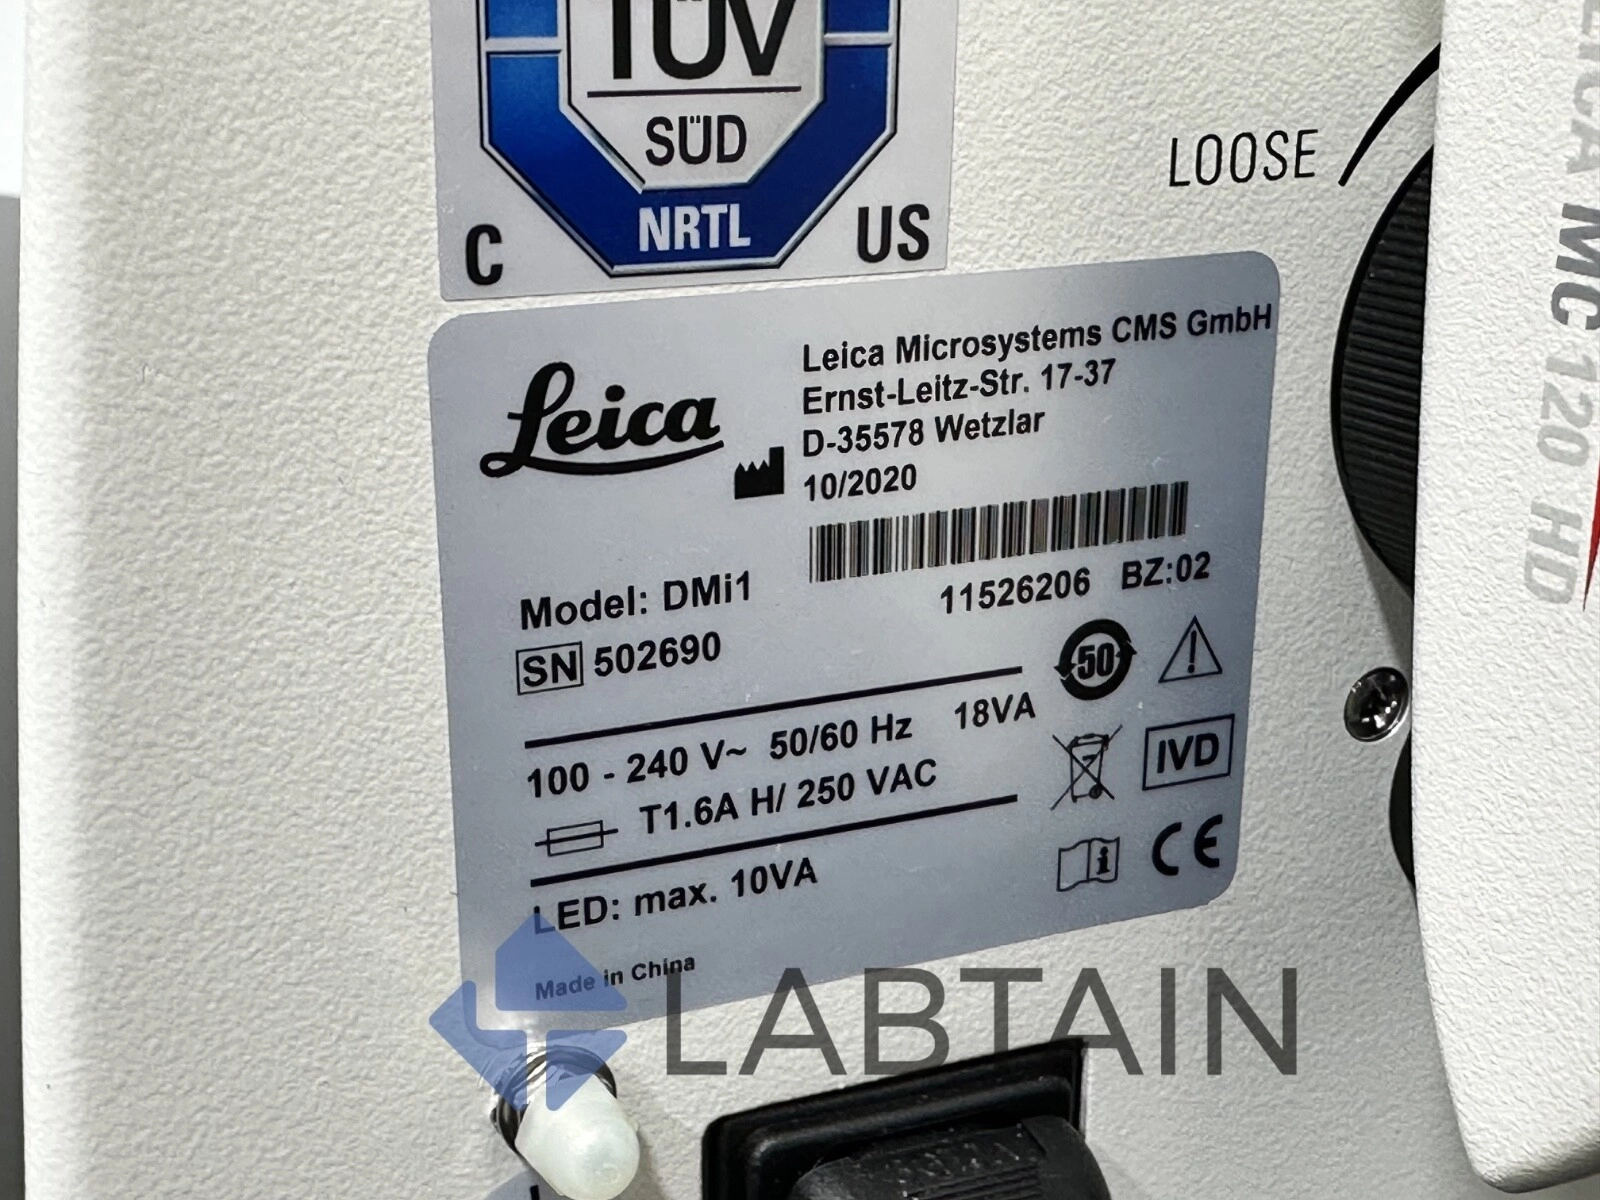 TÜV
SÜD
NRTL
C US
LOOSE
LEICA MC 120 HD
Leica
Leica Microsystems CMS GmbH
Ernst-Leitz-Str. 17-37
D-35578 Wetzlar
10/2020
Model: DMi1
11526206 BZ:02
SN 502690
50
100 - 240 V~ 50/60 Hz 18VA
T1.6A H/ 250 VAC
IVD
LED: max. 10VA
i
CE
Made in China
LABTAIN